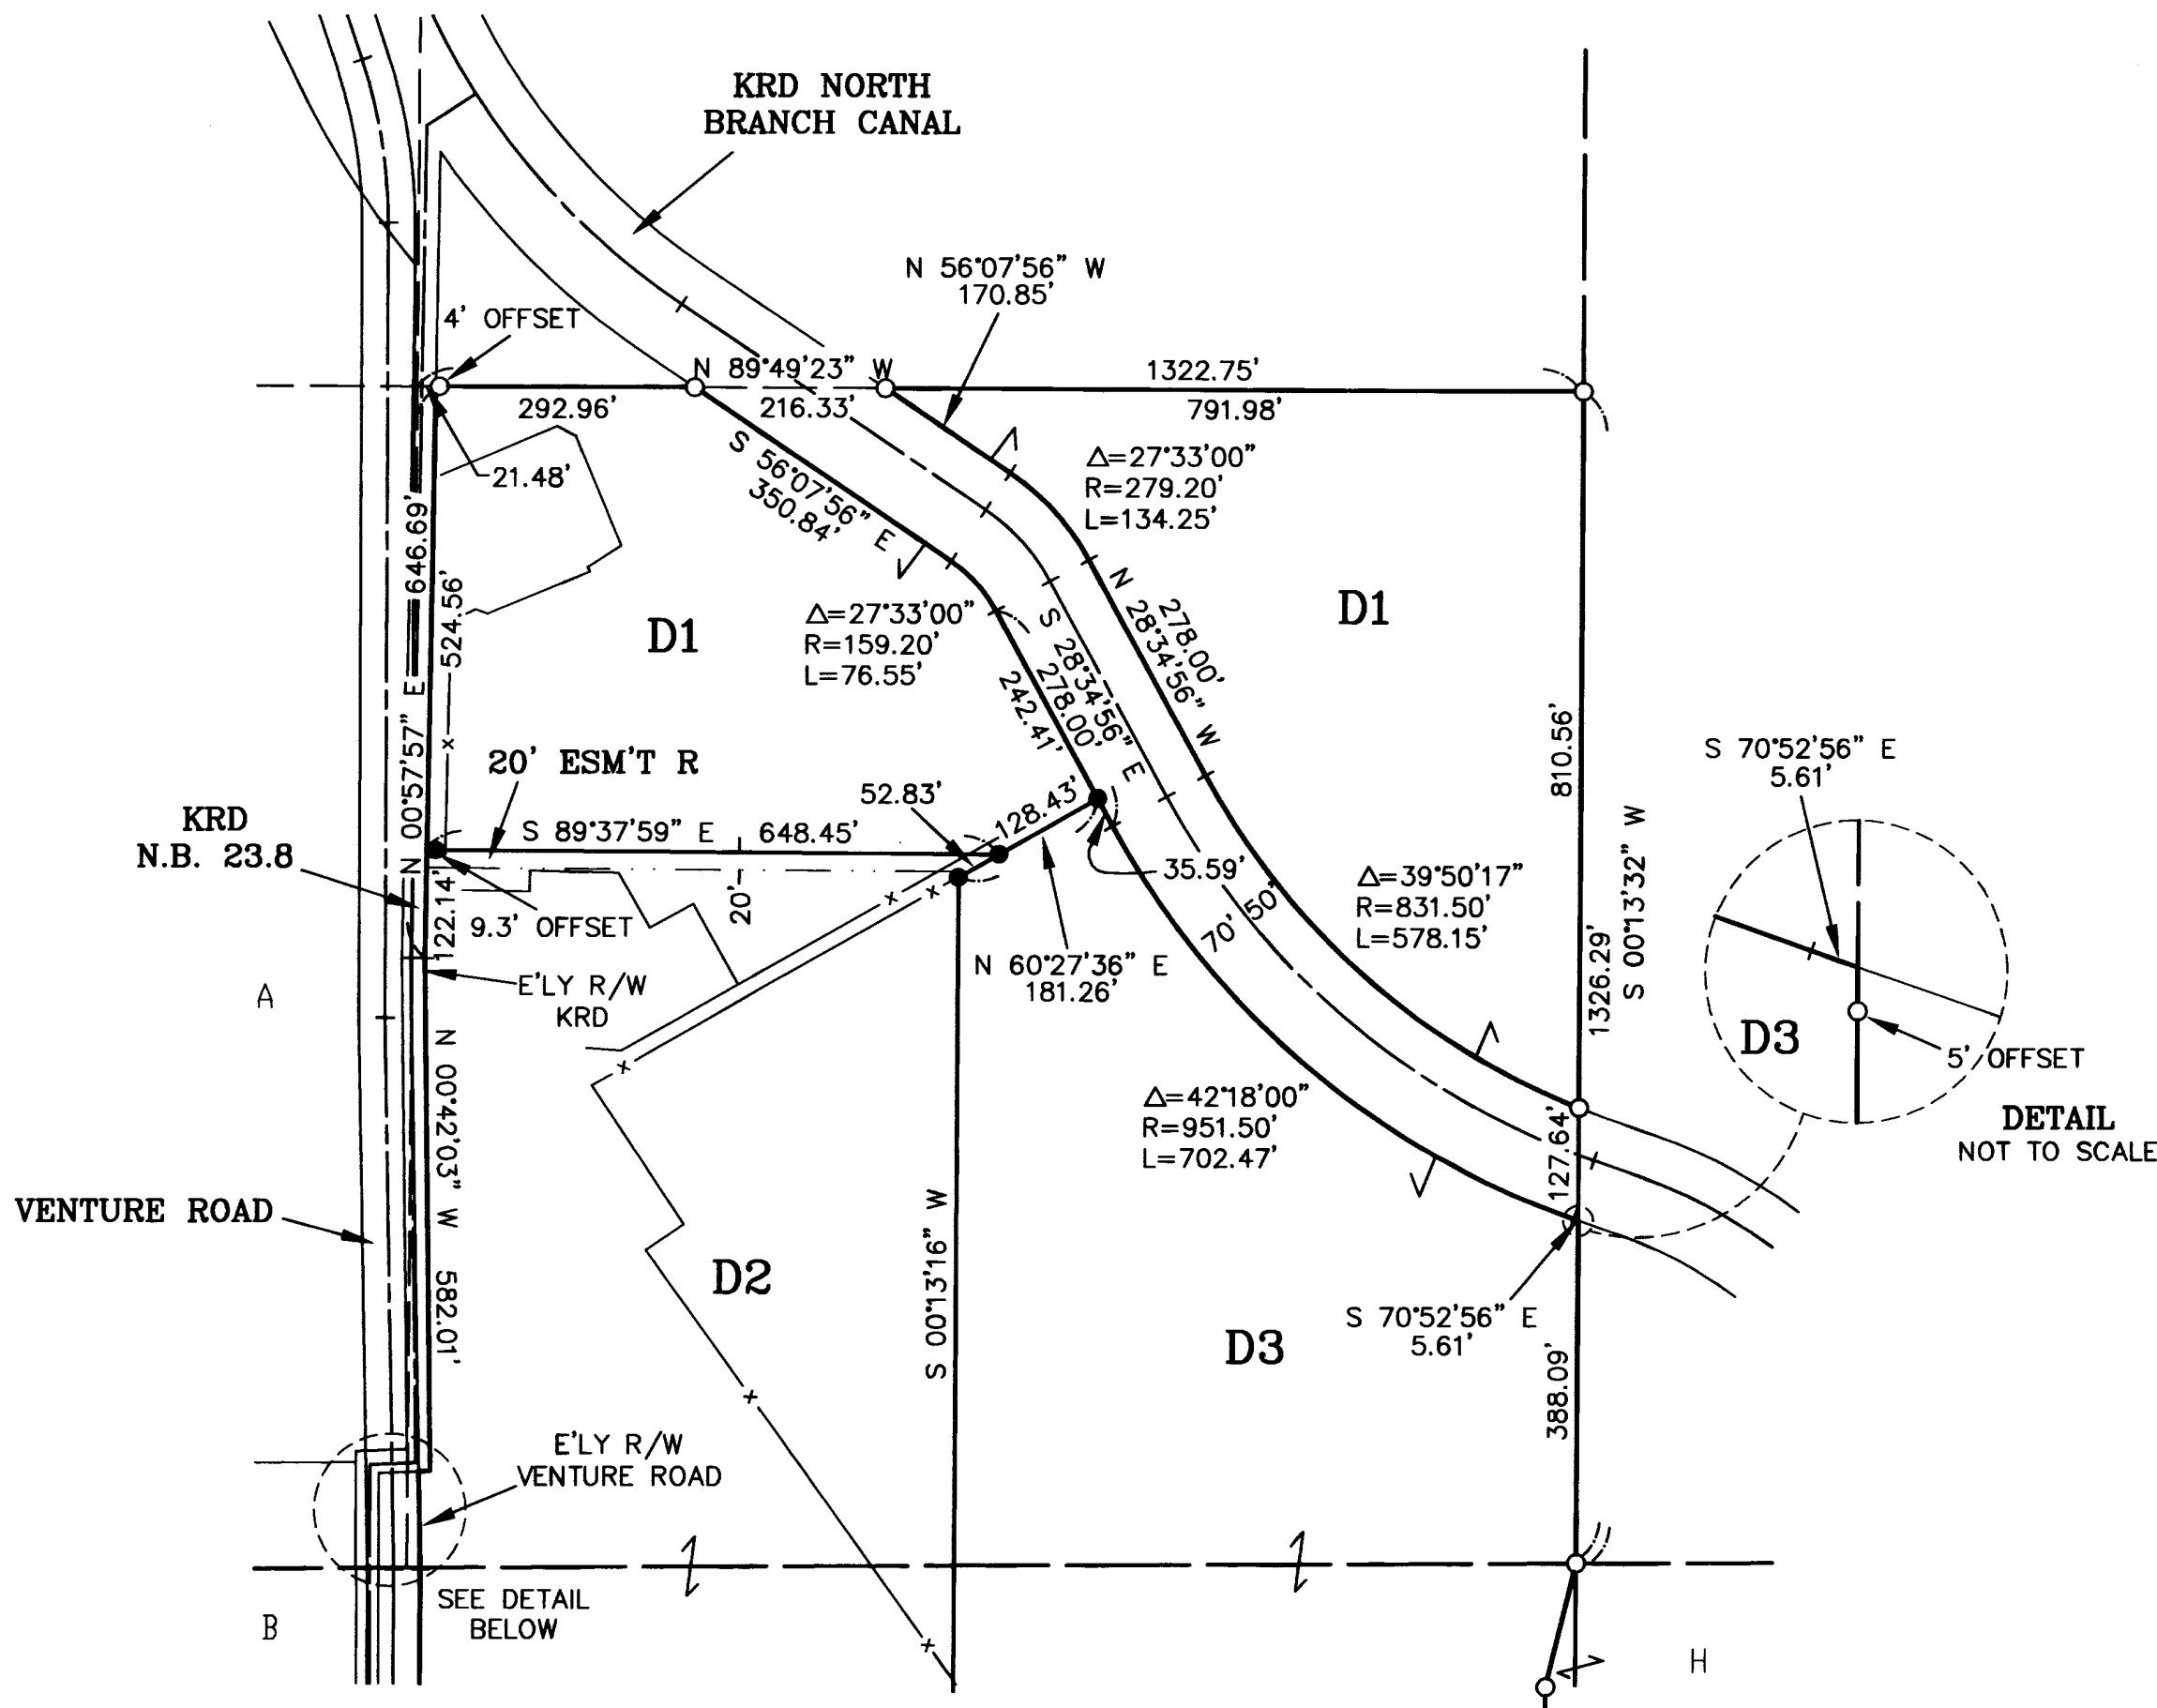 KRD NORTH
BRANCH CANAL
N 56°07'56" W
170.85'
4' OFFSET
N 89°49'23" W
1322.75'
292.96'
216.33'
791.98'
21.48'
S 56°07'56" E
350.84'
Δ=27°33'00"
R=279.20'
L=134.25'
N 00°57'57" E 646.69'
524.56'
D1
Δ=27°33'00"
R=159.20'
L=76.55'
S 28°34'56" E
278.00'
242.41'
278.00'
N 28°34'56" W
D1
810.56'
S 70°52'56" E
5.61'
20' ESM'T R
52.83'
128.43'
KRD
N.B. 23.8
S 89°37'59" E 648.45'
35.59'
20'
122.14'
9.3' OFFSET
N 60°27'36" E
181.26'
70' 50'
Δ=39°50'17"
R=831.50'
L=578.15'
1326.29'
S 00°13'32" W
A
E'LY R/W
KRD
D3
5' OFFSET
DETAIL
NOT TO SCALE
N 00°42'03" W 582.01'
Δ=42°18'00"
R=951.50'
L=702.47'
127.64'
VENTURE ROAD
D2
S 00°13'16" W
D3
S 70°52'56" E
5.61'
388.09'
E'LY R/W
VENTURE ROAD
SEE DETAIL
BELOW
B
H